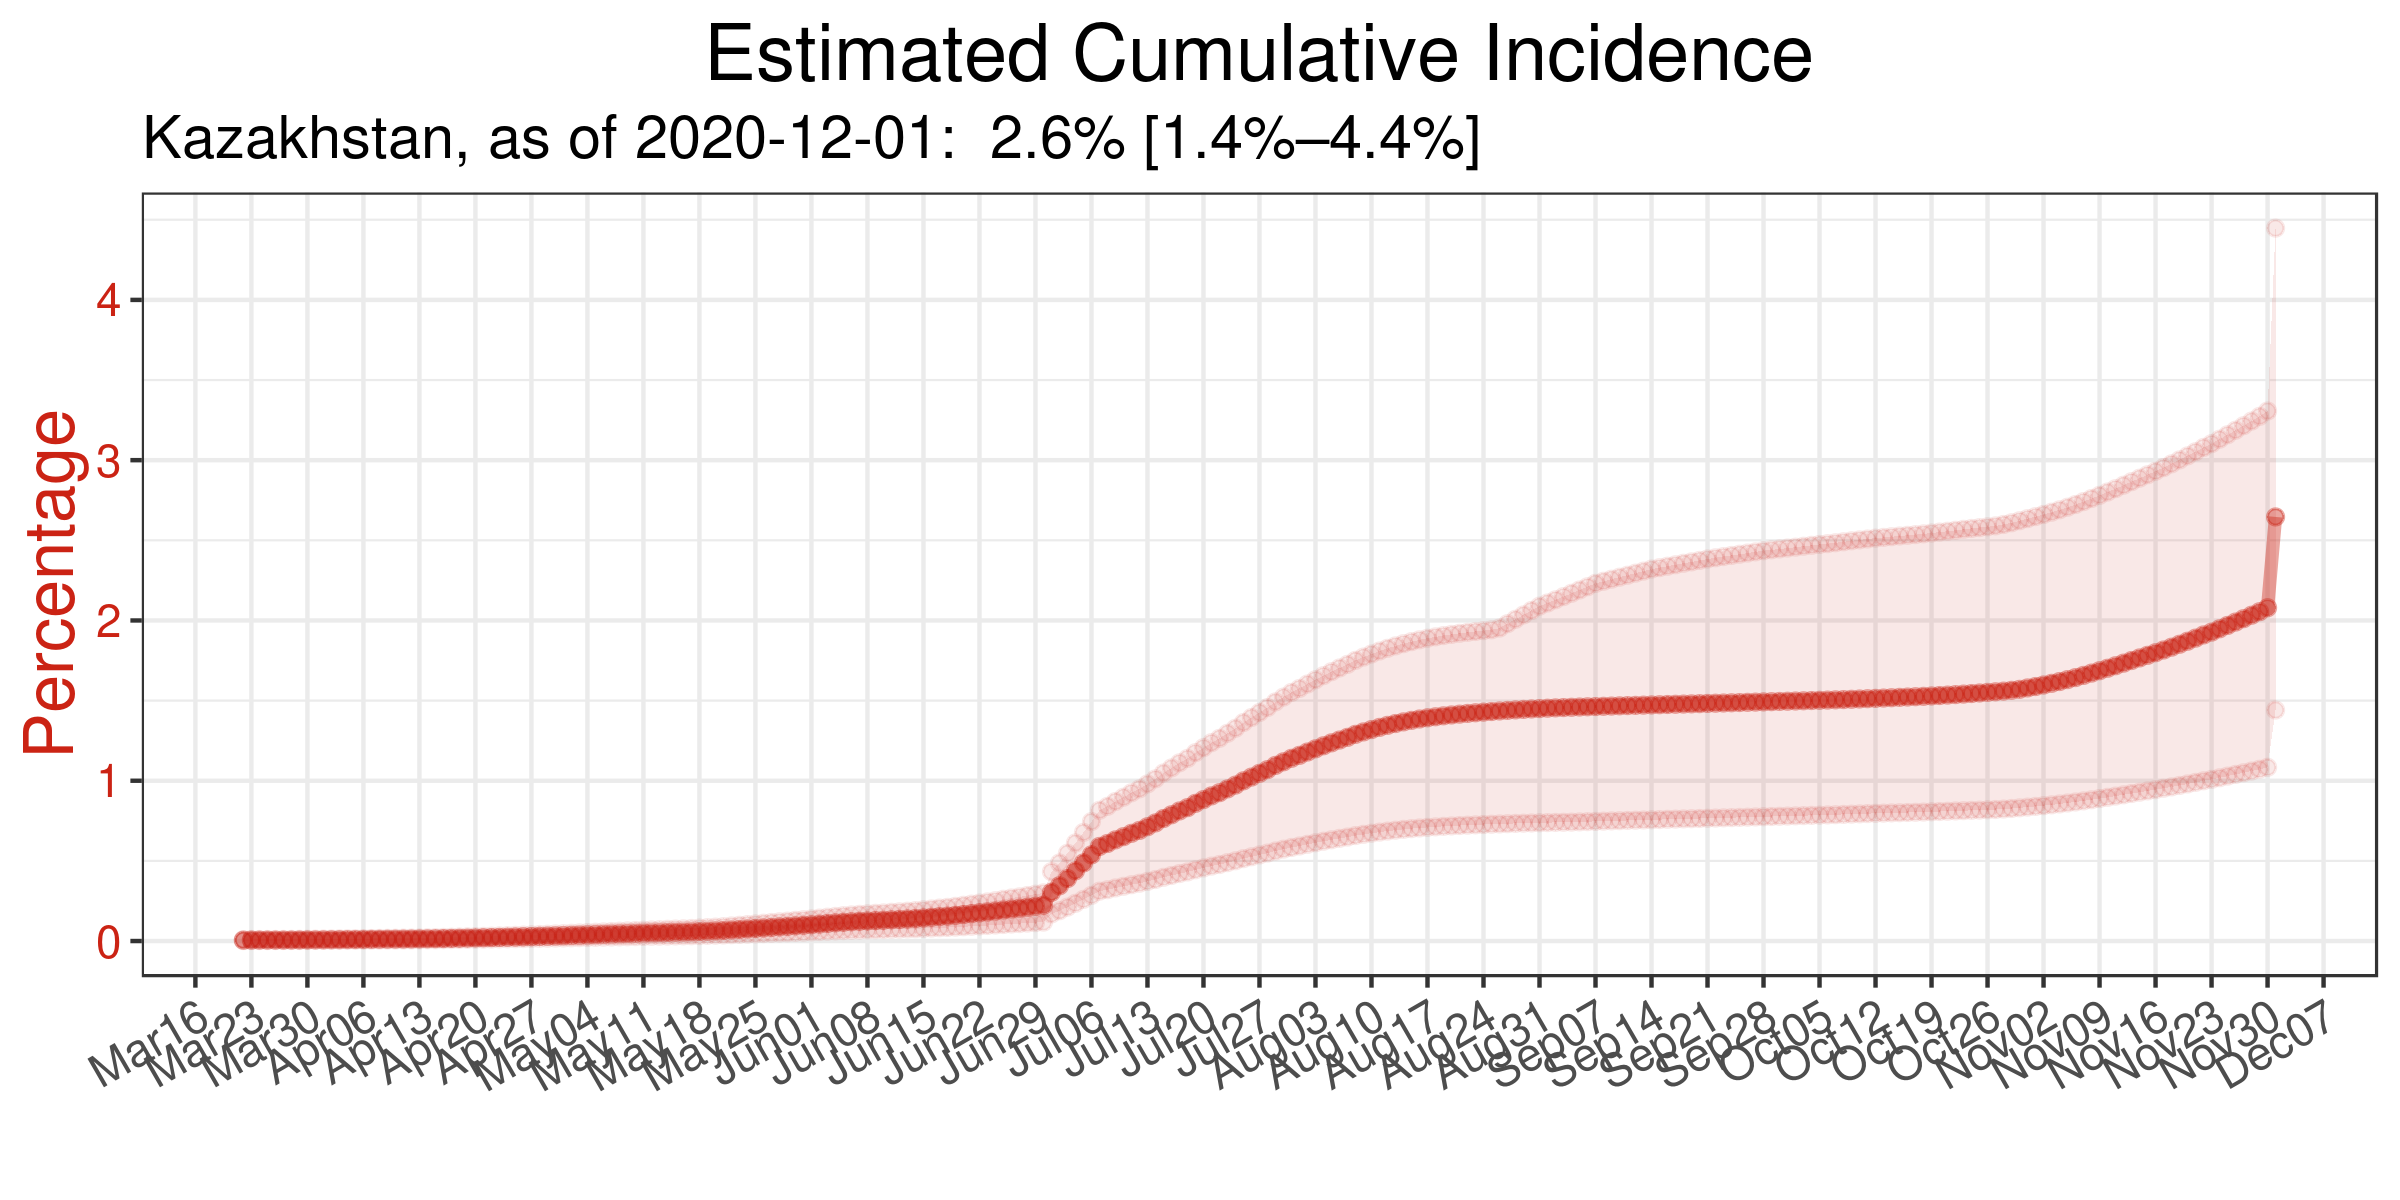 Estimated Cumulative Incidence
Kazakhstan, as of 2020-12-01:  2.6% [1.4%–4.4%]
Percentage
4
3
2
1
0
Mar16
Mar23
Mar30
Apr06
Apr13
Apr20
Apr27
May04
May11
May18
May25
Jun01
Jun08
Jun15
Jun22
Jun29
Jul06
Jul13
Jul20
Jul27
Aug03
Aug10
Aug17
Aug24
Aug31
Sep07
Sep14
Sep21
Sep28
Oct05
Oct12
Oct19
Oct26
Nov02
Nov09
Nov16
Nov23
Nov30
Dec07